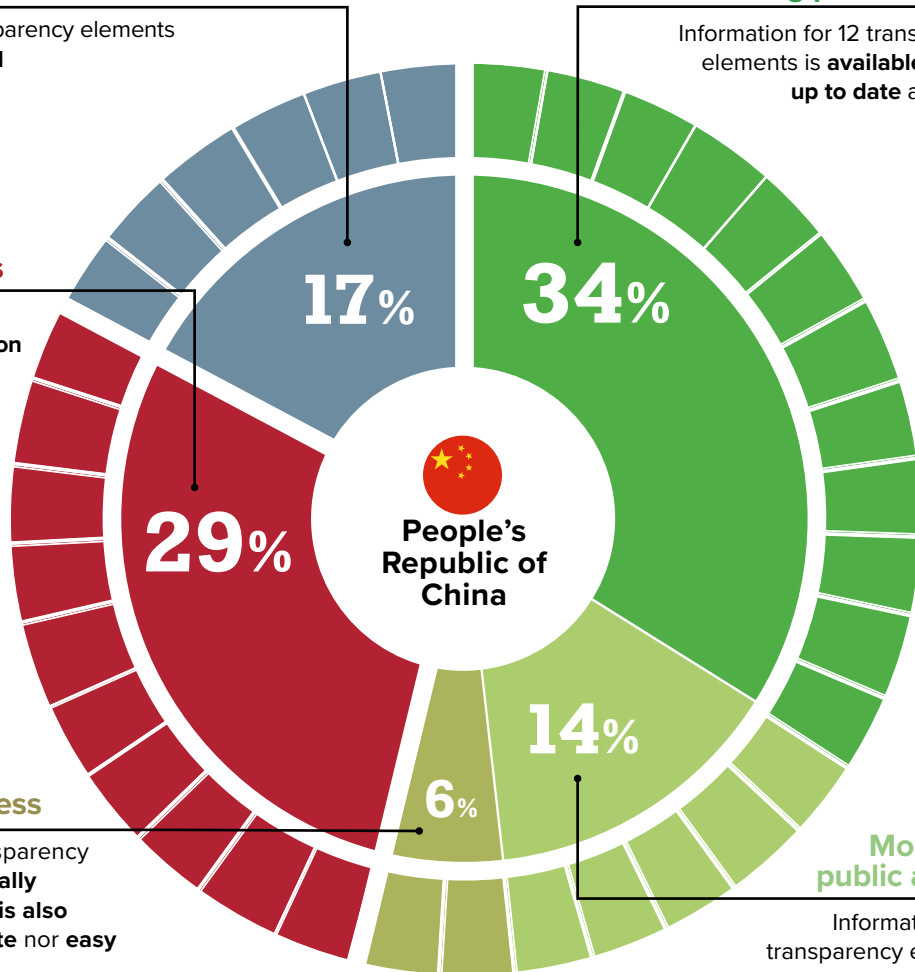 parency elements
Information for 12 trans
elements is available
up to date a
17%
34%
on
People's
Republic of
China
29%
14%
6%
ess
sparency
ally
is also
te nor easy
Mo
public a
Informat
transparency e